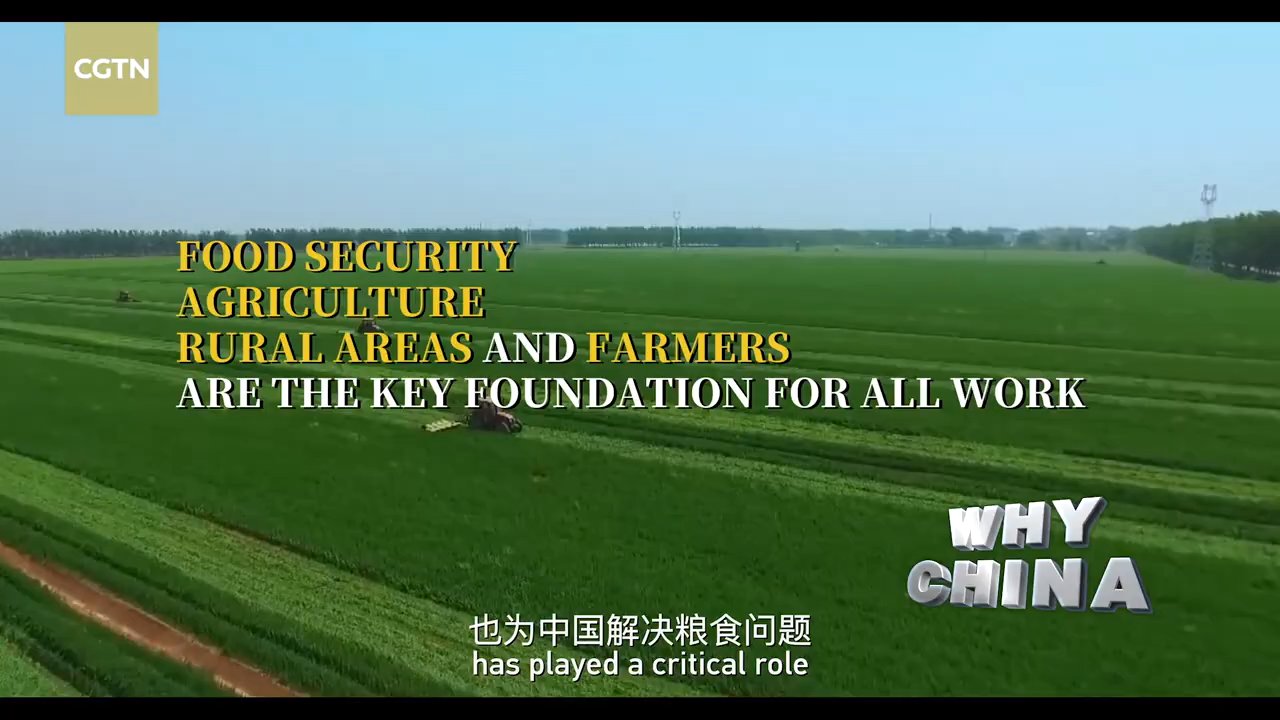 CGTN
FOOD SECURITY
AGRICULTURE
RURAL AREAS AND FARMERS
ARE THE KEY FOUNDATION FOR ALL WORK
WHY
CHINA
也为中国解决粮食问题
has played a critical role